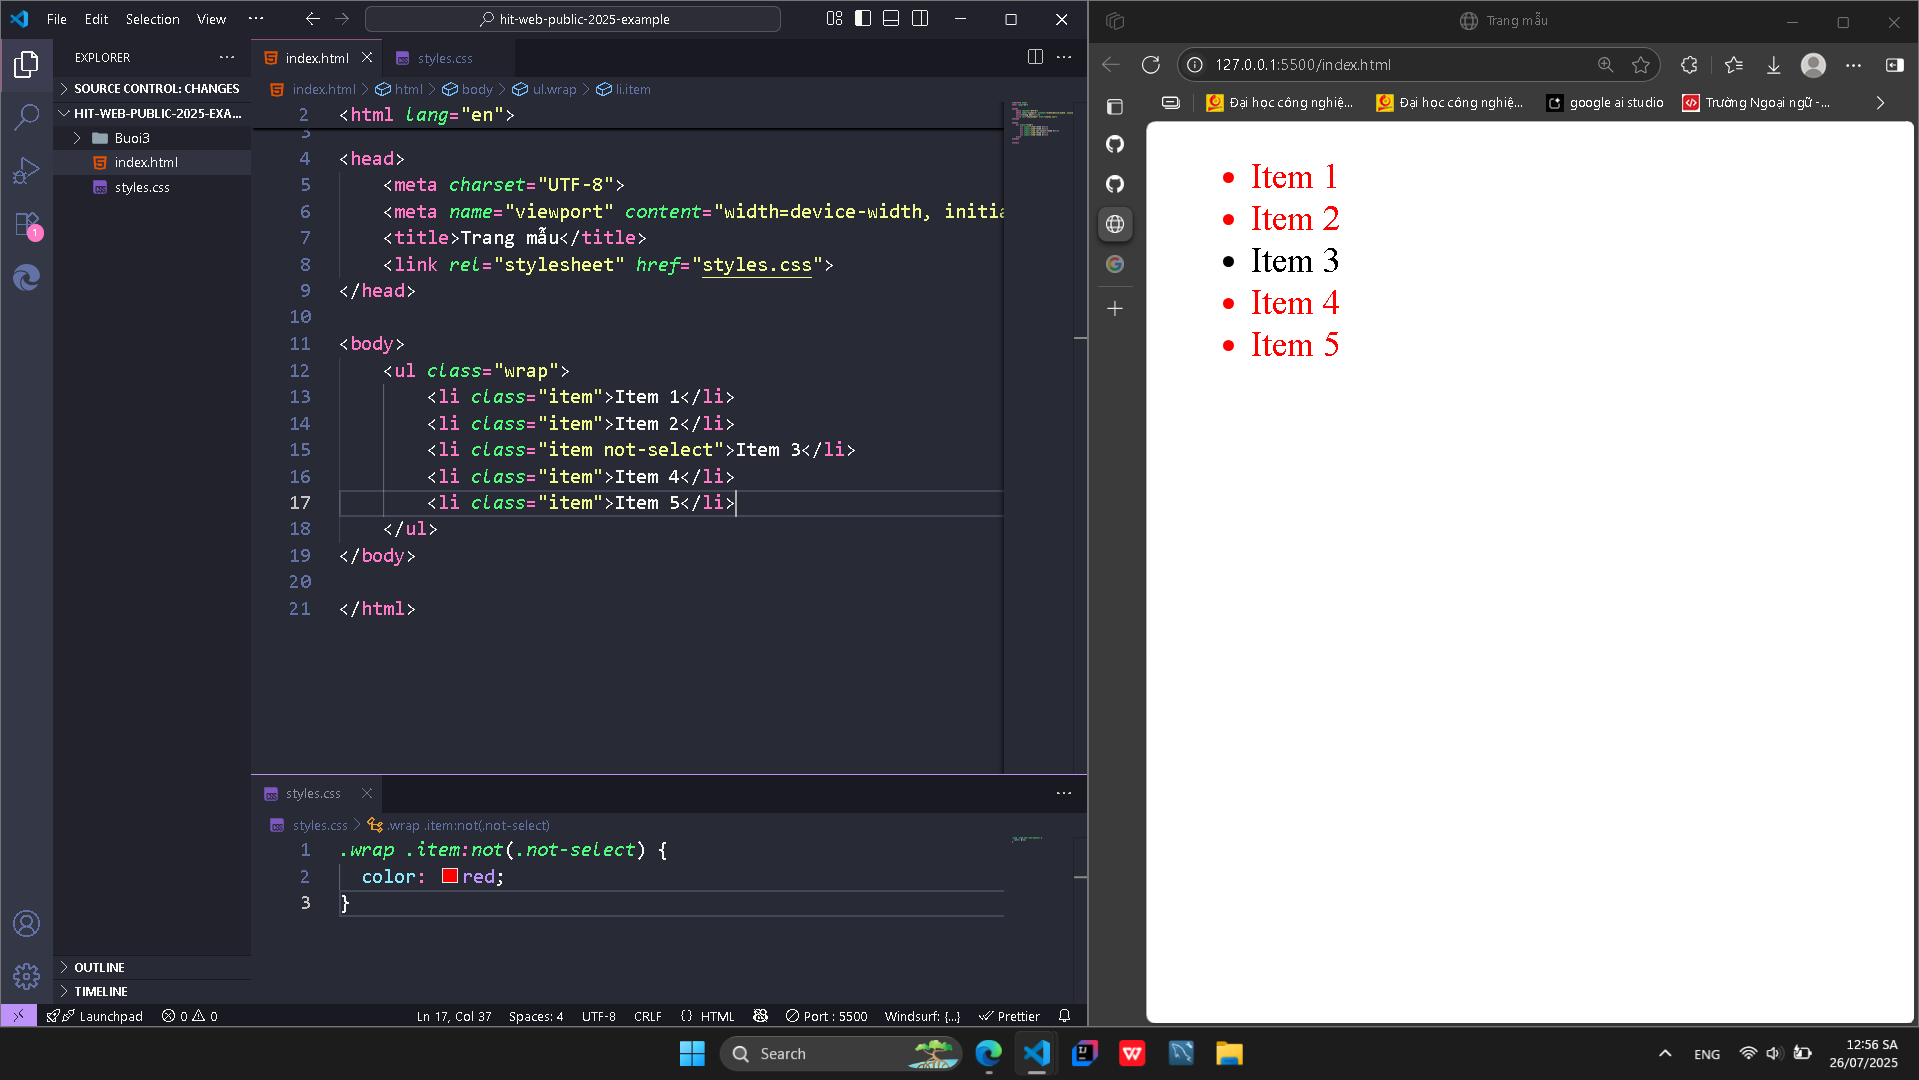 File Edit Selection View ··· hit-web-public-2025-example
EXPLORER
SOURCE CONTROL: CHANGES
HIT-WEB-PUBLIC-2025-EXA...
Buoi3
index.html
styles.css
OUTLINE
TIMELINE
1
index.html styles.css
index.html > html > body > ul.wrap > li.item
2 <html lang="en">
3
4 <head>
5 <meta charset="UTF-8">
6 <meta name="viewport" content="width=device-width, initia
7 <title>Trang mẫu</title>
8 <link rel="stylesheet" href="styles.css">
9 </head>
10
11 <body>
12 <ul class="wrap">
13 <li class="item">Item 1</li>
14 <li class="item">Item 2</li>
15 <li class="item not-select">Item 3</li>
16 <li class="item">Item 4</li>
17 <li class="item">Item 5</li>
18 </ul>
19 </body>
20
21 </html>
styles.css
styles.css > .wrap .item:not(.not-select)
1 .wrap .item:not(.not-select) {
2 color: red;
3 }
Launchpad 0 0 Ln 17, Col 37 Spaces: 4 UTF-8 CRLF {} HTML Port : 5500 Windsurf: {...} Prettier
Trang mẫu
127.0.0.1:5500/index.html
Đại học công nghiệ... Đại học công nghiệ... google ai studio Trường Ngoại ngữ -...
Item 1
Item 2
Item 3
Item 4
Item 5
Search
ENG
12:56 SA
26/07/2025